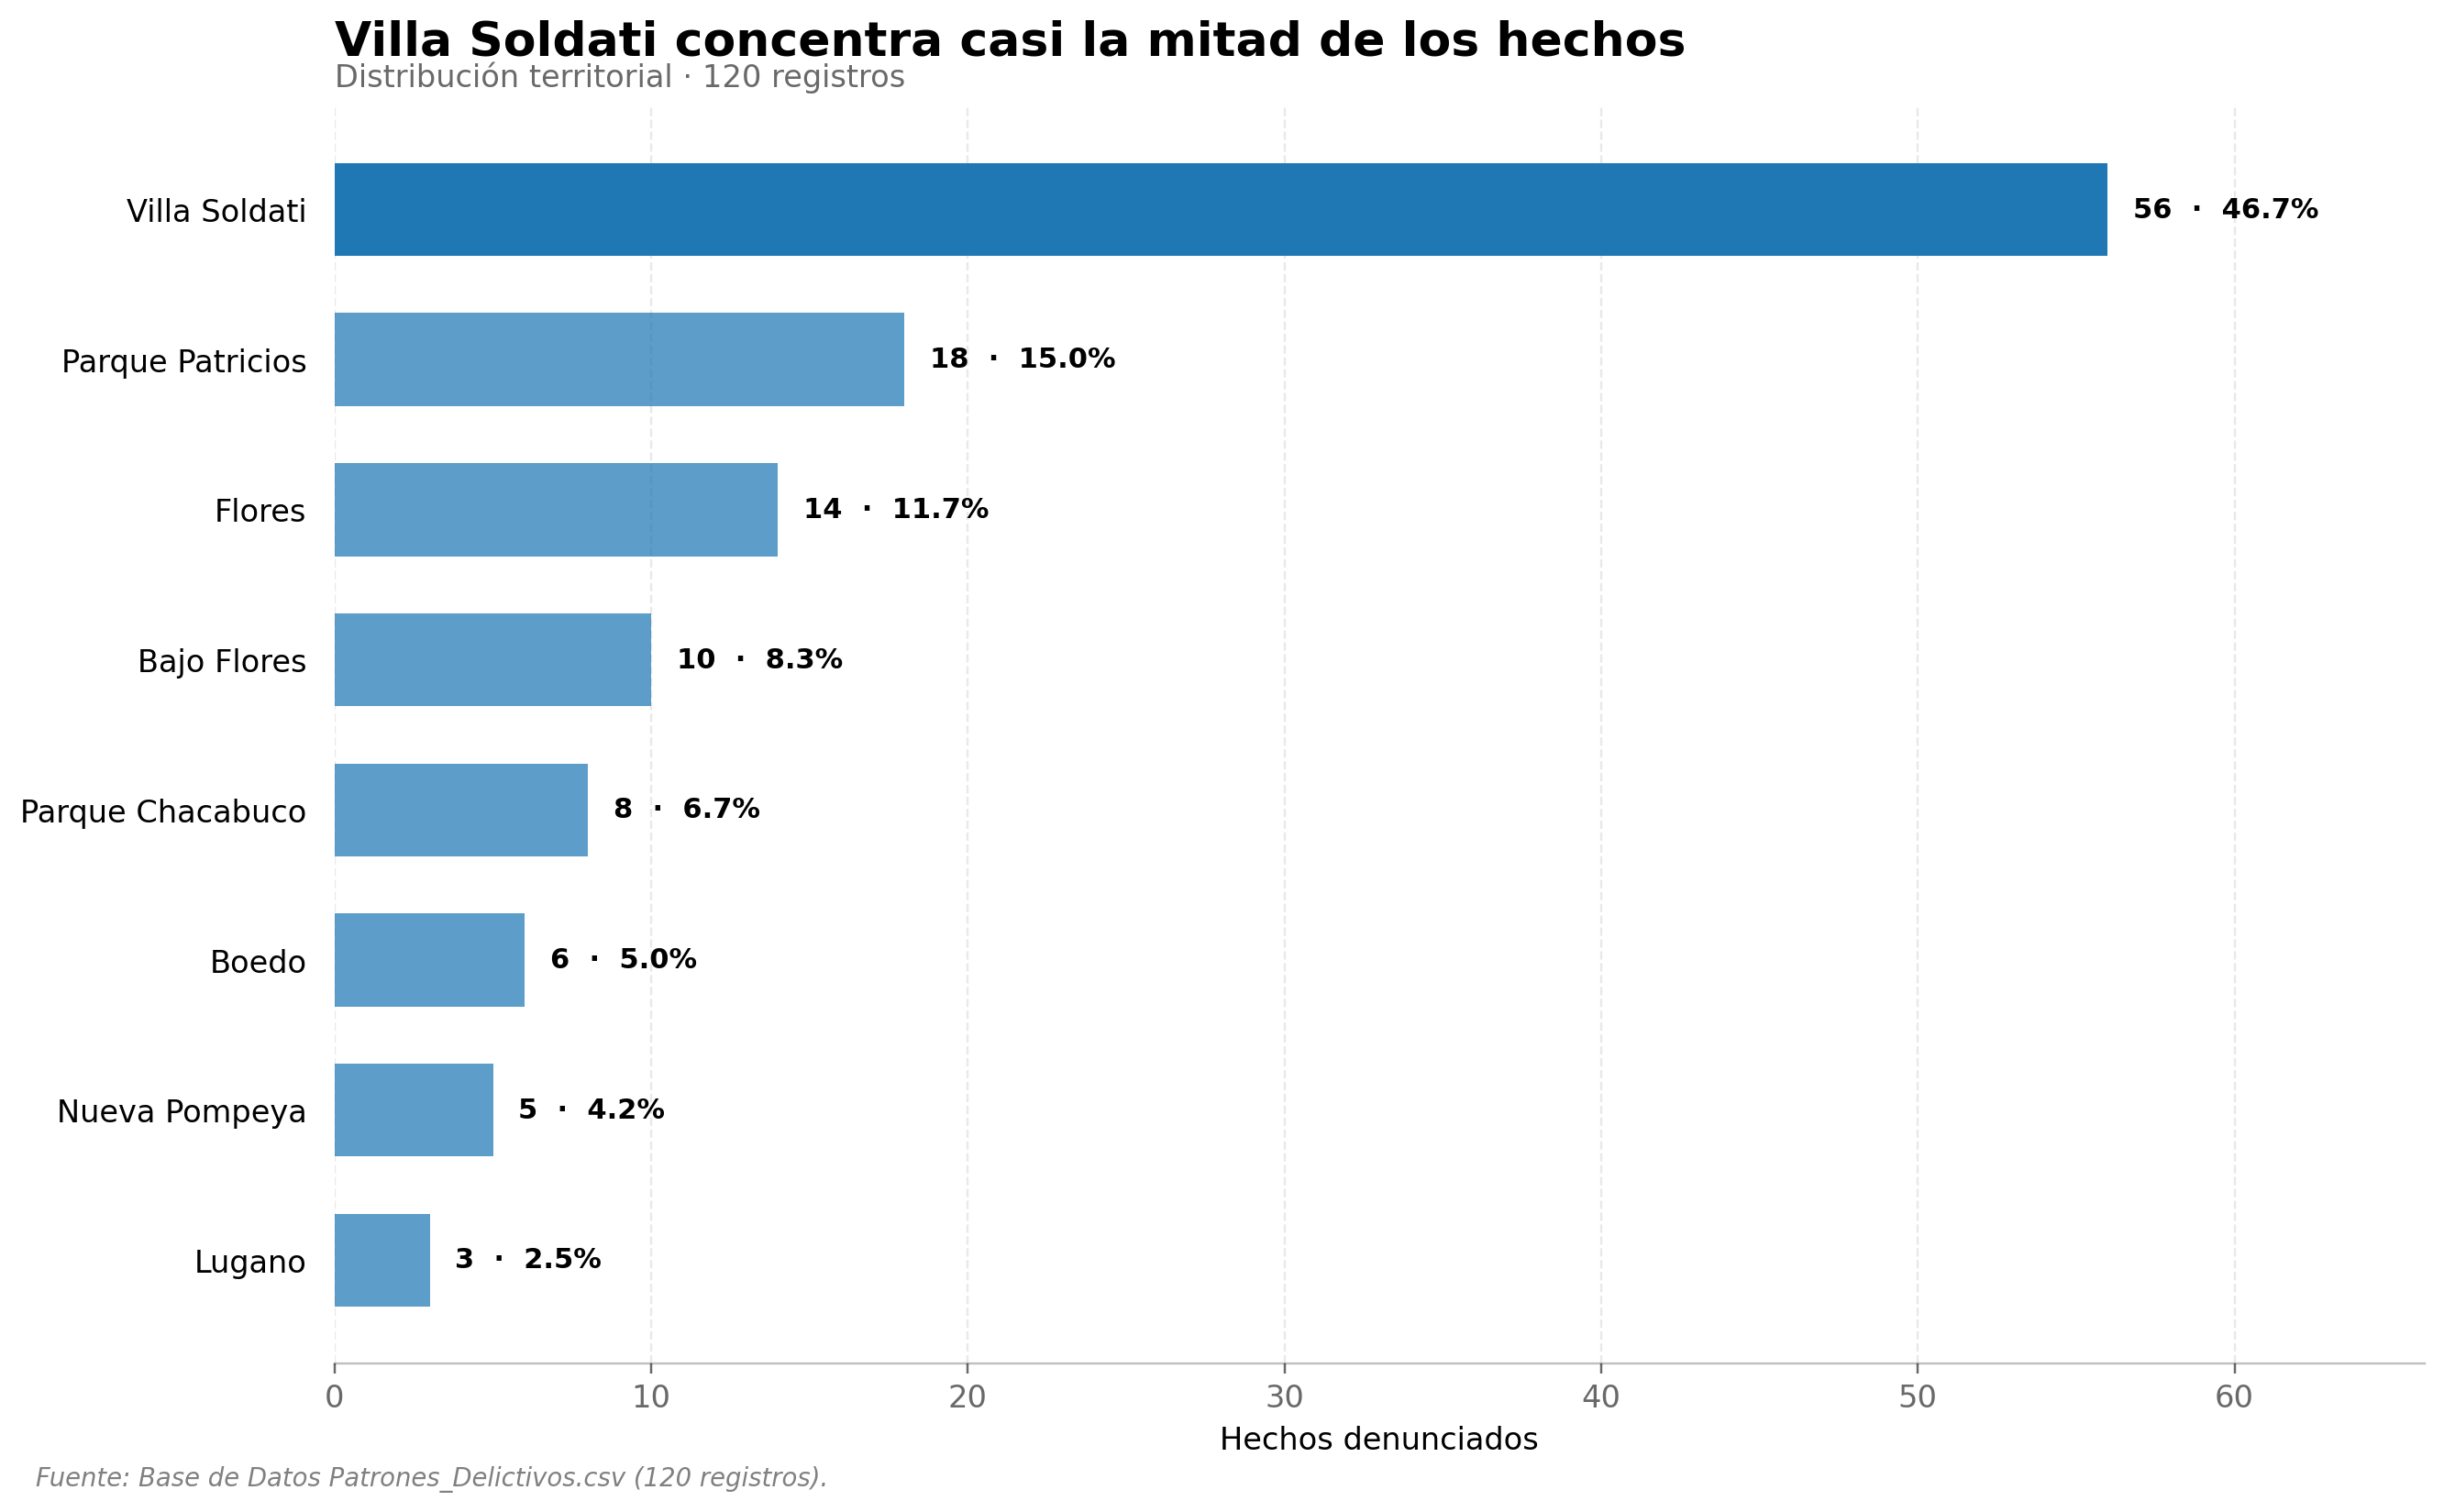 Villa Soldati concentra casi la mitad de los hechos
Distribución territorial · 120 registros
Villa Soldati
56 · 46.7%
Parque Patricios
18 · 15.0%
Flores
14 · 11.7%
Bajo Flores
10 · 8.3%
Parque Chacabuco
8 · 6.7%
Boedo
6 · 5.0%
Nueva Pompeya
5 · 4.2%
Lugano
3 · 2.5%
0 10 20 30 40 50 60
Hechos denunciados
Fuente: Base de Datos Patrones_Delictivos.csv (120 registros).